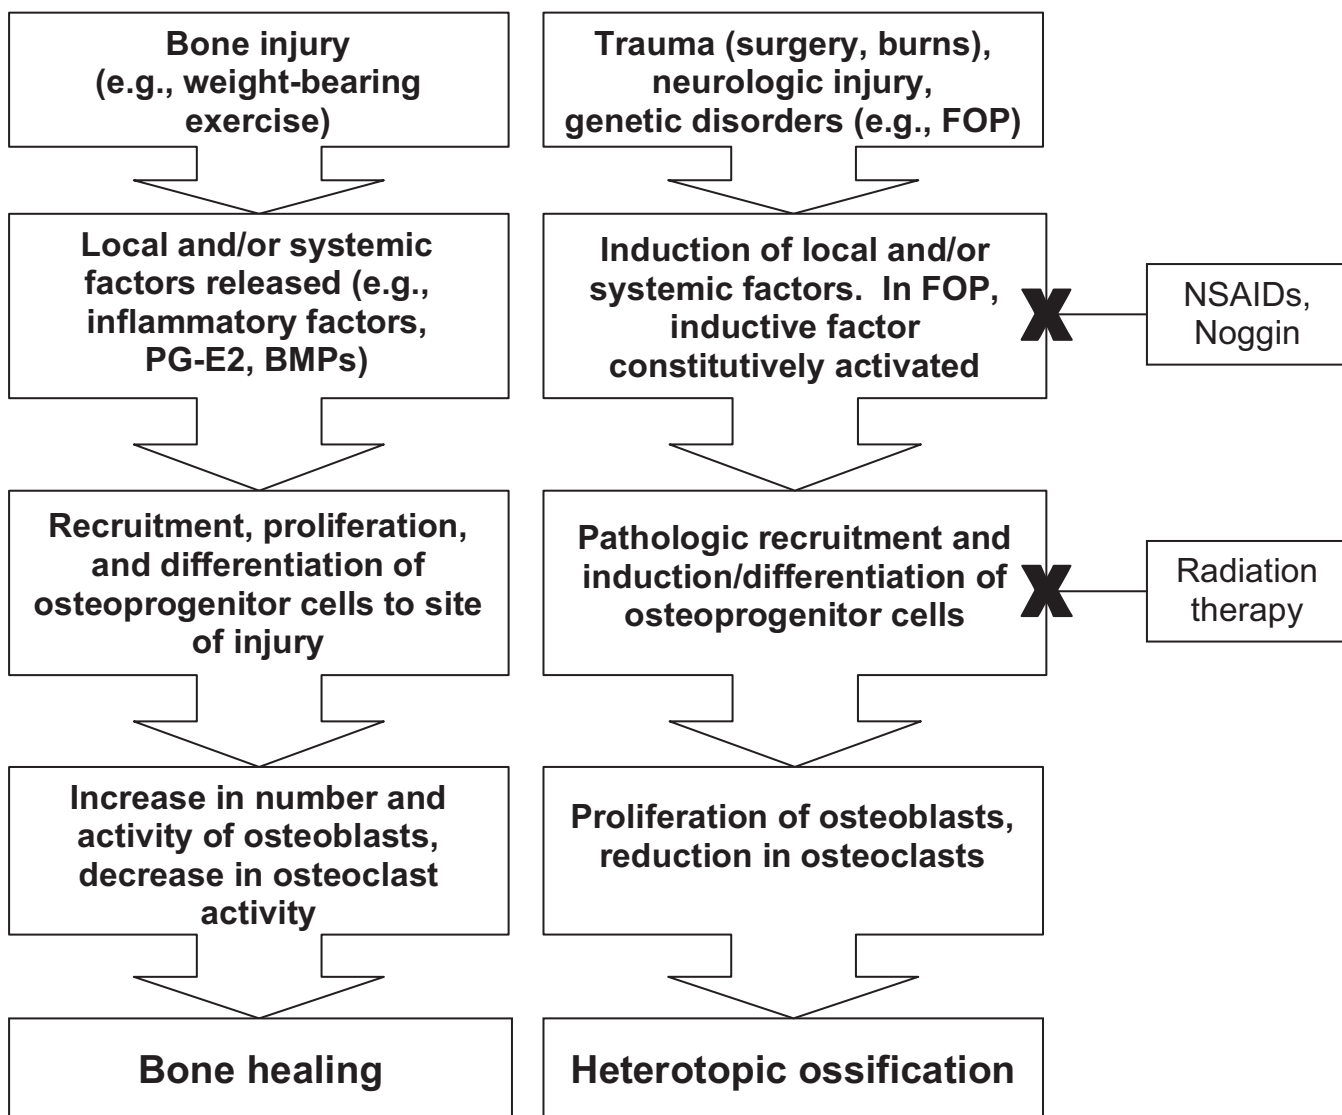 Bone injury
(e.g., weight-bearing
exercise)
Local and/or systemic
factors released (e.g.,
inflammatory factors,
PG-E2, BMPs)
Recruitment, proliferation,
and differentiation of
osteoprogenitor cells to site
of injury
Increase in number and
activity of osteoblasts,
decrease in osteoclast
activity
Bone healing
Trauma (surgery, burns),
neurologic injury,
genetic disorders (e.g., FOP)
Induction of local and/or
systemic factors.  In FOP,
inductive factor
constitutively activated
NSAIDs,
Noggin
Pathologic recruitment and
induction/differentiation of
osteoprogenitor cells
Radiation
therapy
Proliferation of osteoblasts,
reduction in osteoclasts
Heterotopic ossification